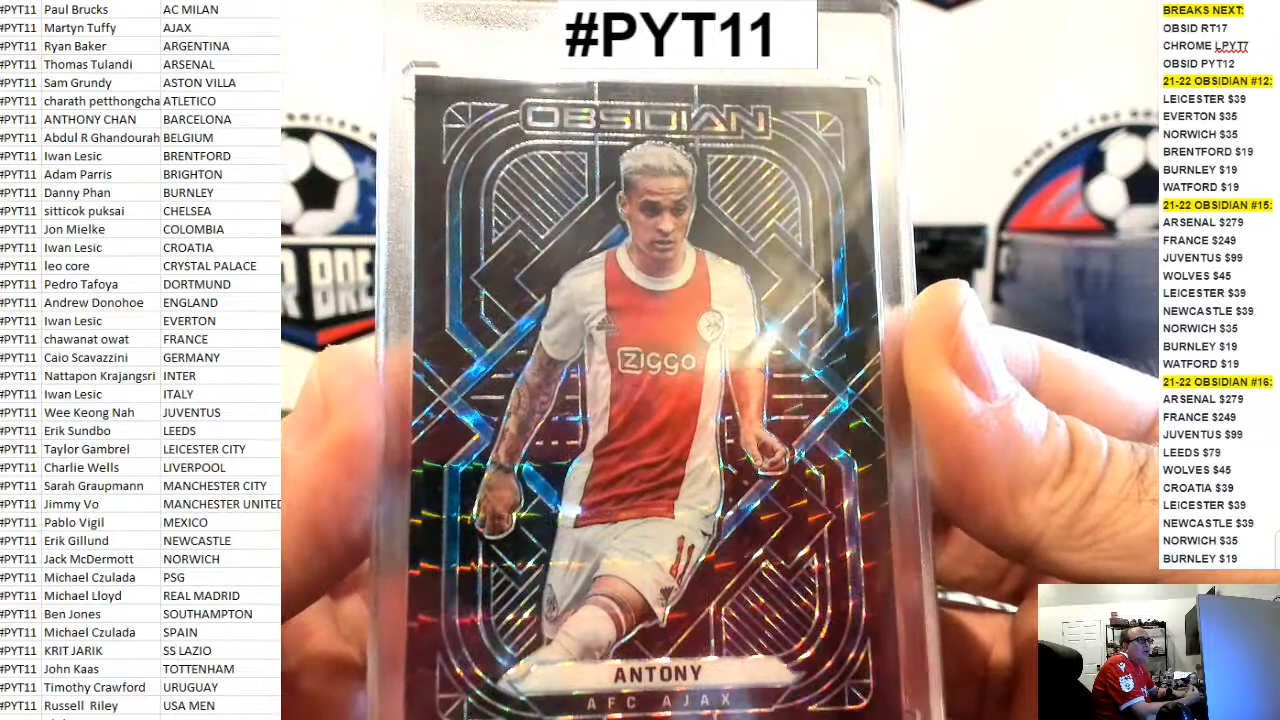 #PYT11 Paul Brucks AC MILAN
#PYT11 Martyn Tuffy AJAX
#PYT11 Ryan Baker ARGENTINA
#PYT11 Thomas Tulandi ARSENAL
#PYT11 Sam Grundy ASTON VILLA
#PYT11 charath petthongcha ATLETICO
#PYT11 ANTHONY CHAN BARCELONA
#PYT11 Abdul R Ghandourah BELGIUM
#PYT11 Iwan Lesic BRENTFORD
#PYT11 Adam Parris BRIGHTON
#PYT11 Danny Phan BURNLEY
#PYT11 sitticok puksai CHELSEA
#PYT11 Jon Mielke COLOMBIA
#PYT11 Iwan Lesic CROATIA
#PYT11 leo core CRYSTAL PALACE
#PYT11 Pedro Tafoya DORTMUND
#PYT11 Andrew Donohoe ENGLAND
#PYT11 Iwan Lesic EVERTON
#PYT11 chawanat owat FRANCE
#PYT11 Caio Scavazzini GERMANY
#PYT11 Nattapon Krajangsri INTER
#PYT11 Iwan Lesic ITALY
#PYT11 Wee Keong Nah JUVENTUS
#PYT11 Erik Sundbo LEEDS
#PYT11 Taylor Gambrel LEICESTER CITY
#PYT11 Charlie Wells LIVERPOOL
#PYT11 Sarah Graupmann MANCHESTER CITY
#PYT11 Jimmy Vo MANCHESTER UNITED
#PYT11 Pablo Vigil MEXICO
#PYT11 Erik Gillund NEWCASTLE
#PYT11 Jack McDermott NORWICH
#PYT11 Michael Czulada PSG
#PYT11 Michael Lloyd REAL MADRID
#PYT11 Ben Jones SOUTHAMPTON
#PYT11 Michael Czulada SPAIN
#PYT11 KRIT JARIK SS LAZIO
#PYT11 John Kaas TOTTENHAM
#PYT11 Timothy Crawford URUGUAY
#PYT11 Russell Riley USA MEN
#PYT11
OBSIDIAN
ziggo
11
ANTONY
AFC AJAX
BREAKS NEXT:
OBSID RT17
CHROME LPYT7
OBSID PYT12
21-22 OBSIDIAN #12:
LEICESTER $39
EVERTON $35
NORWICH $35
BRENTFORD $19
BURNLEY $19
WATFORD $19
21-22 OBSIDIAN #15:
ARSENAL $279
FRANCE $249
JUVENTUS $99
WOLVES $45
LEICESTER $39
NEWCASTLE $39
NORWICH $35
BURNLEY $19
WATFORD $19
21-22 OBSIDIAN #16:
ARSENAL $279
FRANCE $249
JUVENTUS $99
LEEDS $79
WOLVES $45
CROATIA $39
LEICESTER $39
NEWCASTLE $39
NORWICH $35
BURNLEY $19